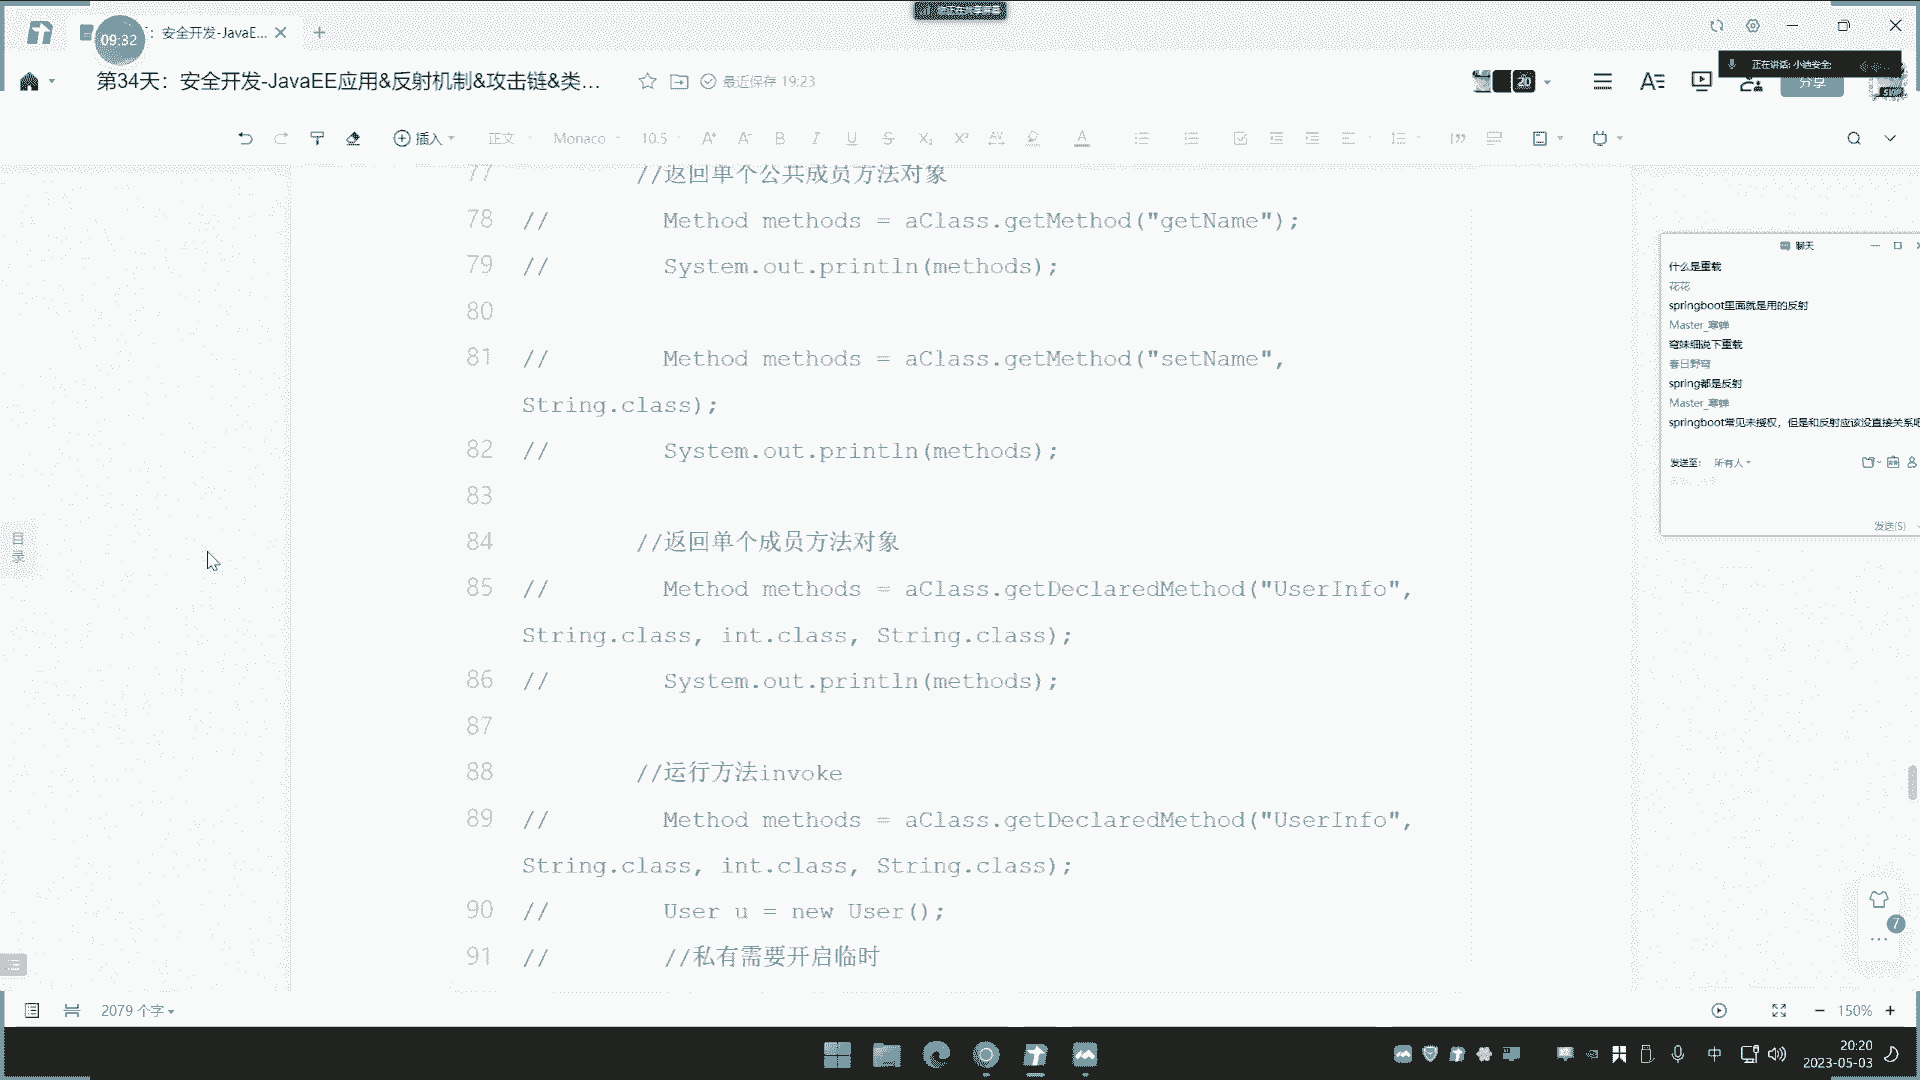 09:32
: 安全开发-JavaE...
正在讲话: 小迪安全;
第34天：安全开发-JavaEE应用&反射机制&攻击链&类...
最近保存 19:23
20
分享
插入
正文
Monaco
10.5
77 //返回单个公共成员方法对象
78 // Method methods = aClass.getMethod("getName");
79 // System.out.println(methods);
80
81 // Method methods = aClass.getMethod("setName",
String.class);
82 // System.out.println(methods);
83
84 //返回单个成员方法对象
85 // Method methods = aClass.getDeclaredMethod("UserInfo",
String.class, int.class, String.class);
86 // System.out.println(methods);
87
88 //运行方法invoke
89 // Method methods = aClass.getDeclaredMethod("UserInfo",
String.class, int.class, String.class);
90 // User u = new User();
91 // //私有需要开启临时
目录
聊天
什么是重载
花花
springboot里面就是用的反射
Master_寒蝉
穹妹细说下重载
春日野穹
spring都是反射
Master_寒蝉
springboot常见未授权，但是和反射应该没直接关系吧
发送至: 所有人
发送(S)
7
2079 个字
150%
中
20:20
2023-05-03